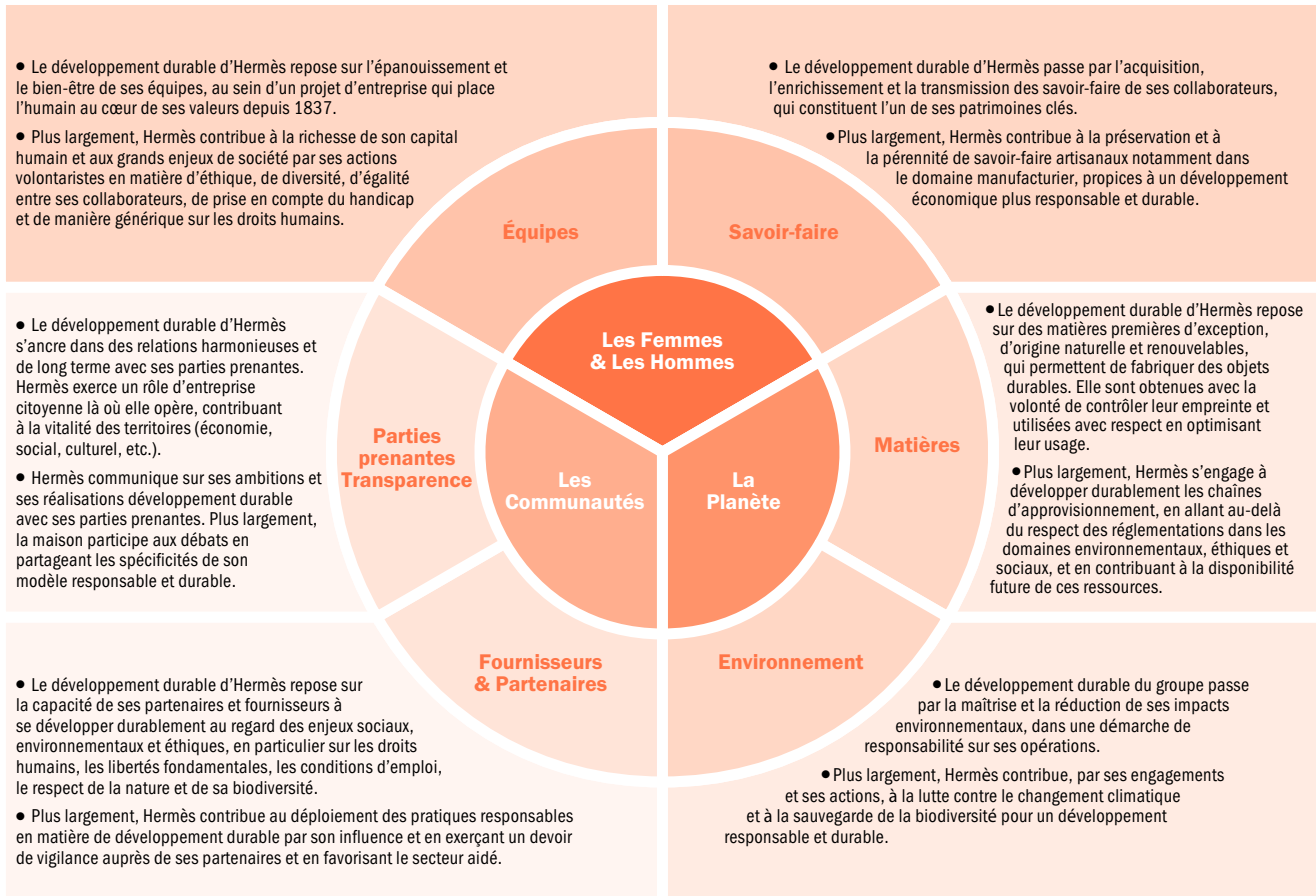 ● Le développement durable d’Hermès repose sur l’épanouissement et
le bien-être de ses équipes, au sein d’un projet d’entreprise qui place
l’humain au cœur de ses valeurs depuis 1837.
● Plus largement, Hermès contribue à la richesse de son capital
humain et aux grands enjeux de société par ses actions
volontaristes en matière d’éthique, de diversité, d’égalité
entre ses collaborateurs, de prise en compte du handicap
et de manière générique sur les droits humains.
● Le développement durable d’Hermès passe par l’acquisition,
l’enrichissement et la transmission des savoir-faire de ses collaborateurs,
qui constituent l’un de ses patrimoines clés.
● Plus largement, Hermès contribue à la préservation et à
la pérennité de savoir-faire artisanaux notamment dans
le domaine manufacturier, propices à un développement
économique plus responsable et durable.
Équipes
Savoir-faire
Les Femmes
& Les Hommes
● Le développement durable d’Hermès
s’ancre dans des relations harmonieuses et
de long terme avec ses parties prenantes.
Hermès exerce un rôle d’entreprise
citoyenne là où elle opère, contribuant
à la vitalité des territoires (économie,
social, culturel, etc.).
● Hermès communique sur ses ambitions et
ses réalisations développement durable
avec ses parties prenantes. Plus largement,
la maison participe aux débats en
partageant les spécificités de son
modèle responsable et durable.
Parties
prenantes
Transparence
Les
Communautés
La
Planète
Matières
● Le développement durable d’Hermès repose
sur des matières premières d’exception,
d’origine naturelle et renouvelables,
qui permettent de fabriquer des objets
durables. Elle sont obtenues avec la
volonté de contrôler leur empreinte et
utilisées avec respect en optimisant
leur usage.
● Plus largement, Hermès s’engage à
développer durablement les chaînes
d’approvisionnement, en allant au-delà
du respect des réglementations dans les
domaines environnementaux, éthiques et
sociaux, et en contribuant à la disponibilité
future de ces ressources.
Fournisseurs
& Partenaires
Environnement
● Le développement durable d’Hermès repose sur
la capacité de ses partenaires et fournisseurs à
se développer durablement au regard des enjeux sociaux,
environnementaux et éthiques, en particulier sur les droits
humains, les libertés fondamentales, les conditions d’emploi,
le respect de la nature et de sa biodiversité.
● Plus largement, Hermès contribue au déploiement des pratiques responsables
en matière de développement durable par son influence et en exerçant un devoir
de vigilance auprès de ses partenaires et en favorisant le secteur aidé.
● Le développement durable du groupe passe
par la maîtrise et la réduction de ses impacts
environnementaux, dans une démarche de
responsabilité sur ses opérations.
● Plus largement, Hermès contribue, par ses engagements
et ses actions, à la lutte contre le changement climatique
et à la sauvegarde de la biodiversité pour un développement
responsable et durable.